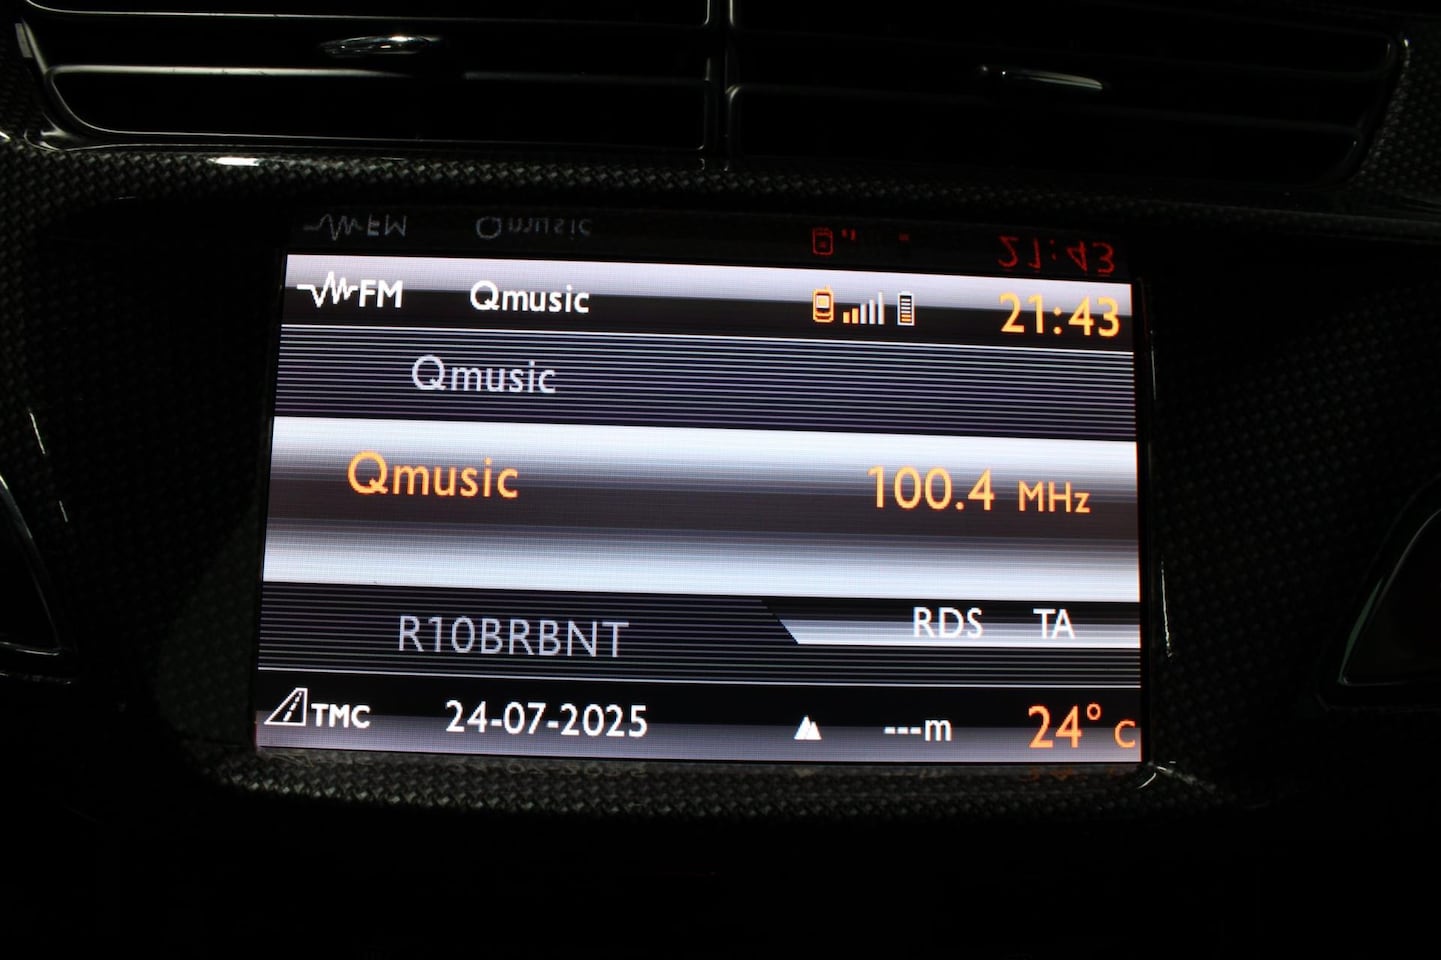 FM Qmusic 21:43
Qmusic
Qmusic 100.4 MHz
R10BRBNT RDS TA
TMC 24-07-2025 ---m 24° C